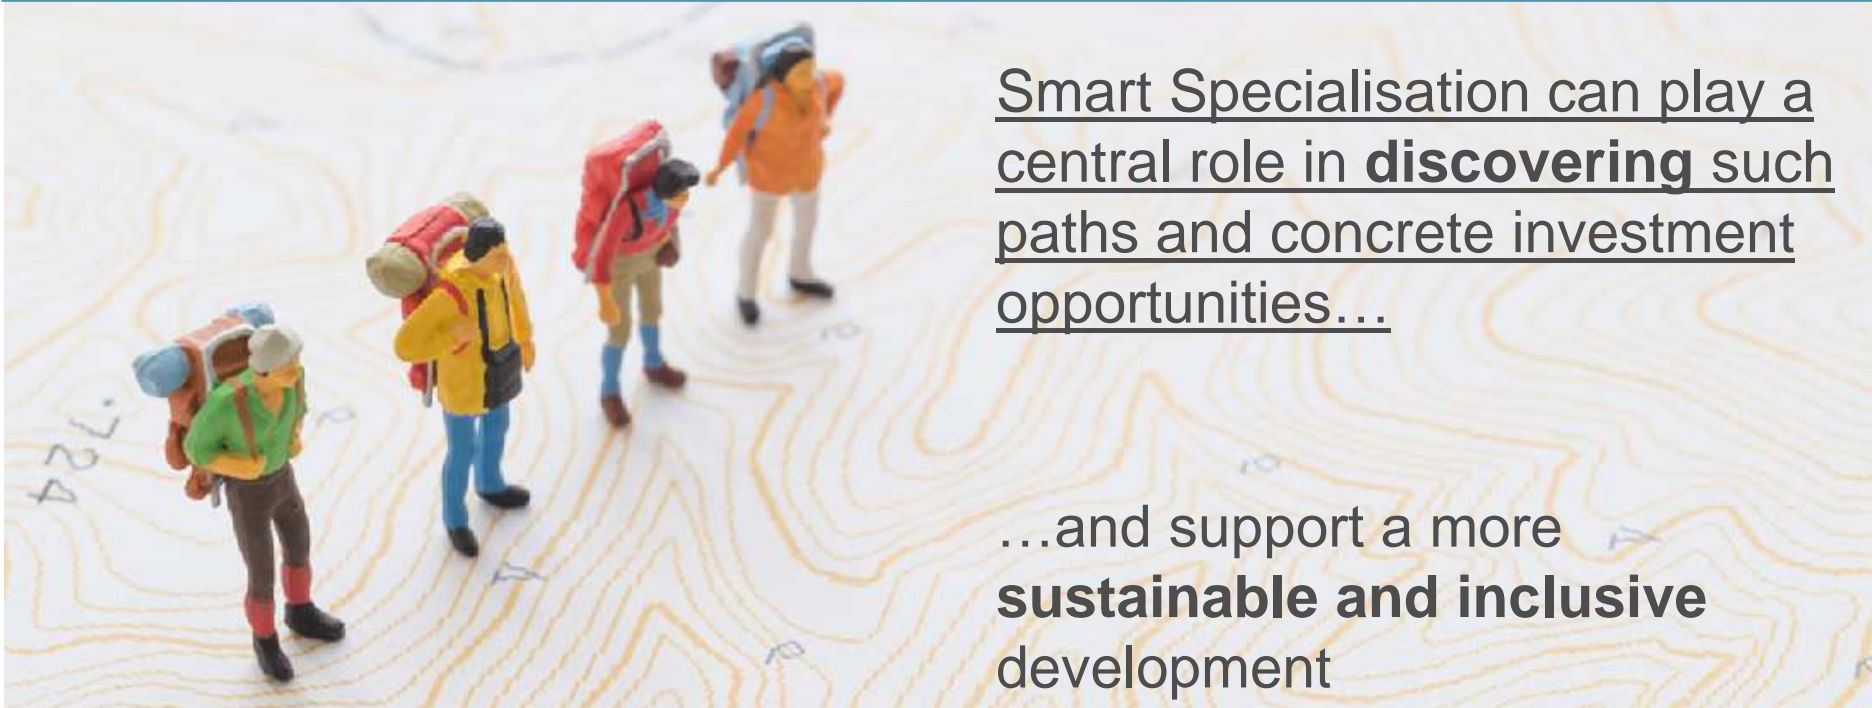 Smart Specialisation can play a
central role in discovering such
paths and concrete investment
opportunities…
…and support a more
sustainable and inclusive
development
724